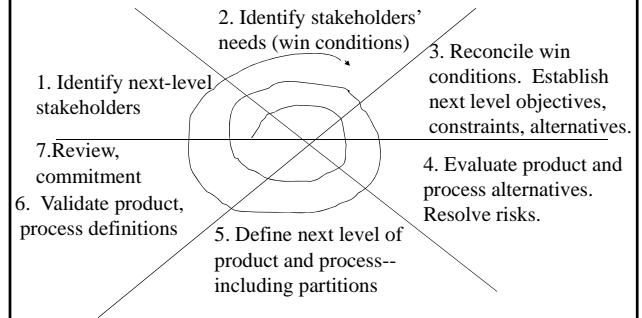 2. Identify stakeholders’
needs (win conditions)
3. Reconcile win
conditions.  Establish
next level objectives,
constraints, alternatives.
1. Identify next-level
stakeholders
7.Review,
commitment
4. Evaluate product and
process alternatives.
Resolve risks.
6.  Validate product,
process definitions
5. Define next level of
product and process--
including partitions